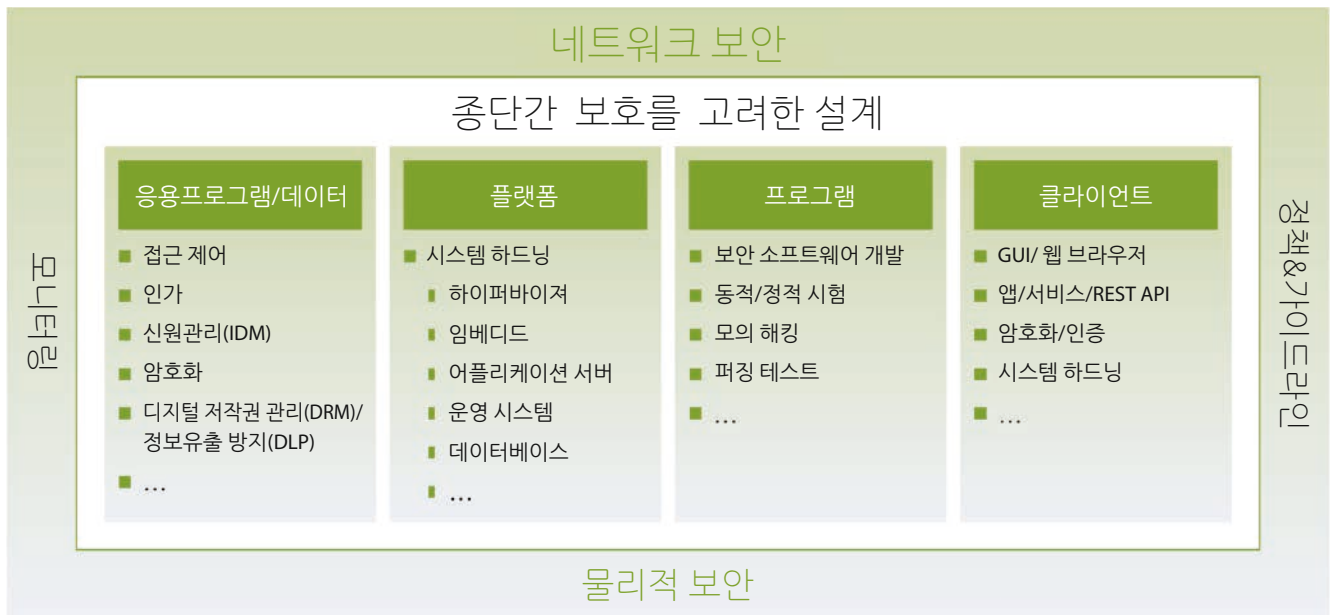 네트워크 보안
종단간 보호를 고려한 설계
모니터링
응용프로그램/데이터
접근 제어
인가
신원관리(IDM)
암호화
디지털 저작권 관리(DRM)/
정보유출 방지(DLP)
...
플랫폼
시스템 하드닝
하이퍼바이져
임베디드
어플리케이션 서버
운영 시스템
데이터베이스
...
프로그램
보안 소프트웨어 개발
동적/정적 시험
모의 해킹
퍼징 테스트
...
클라이언트
GUI/ 웹 브라우저
앱/서비스/REST API
암호화/인증
시스템 하드닝
...
정책&가이드라인
물리적 보안